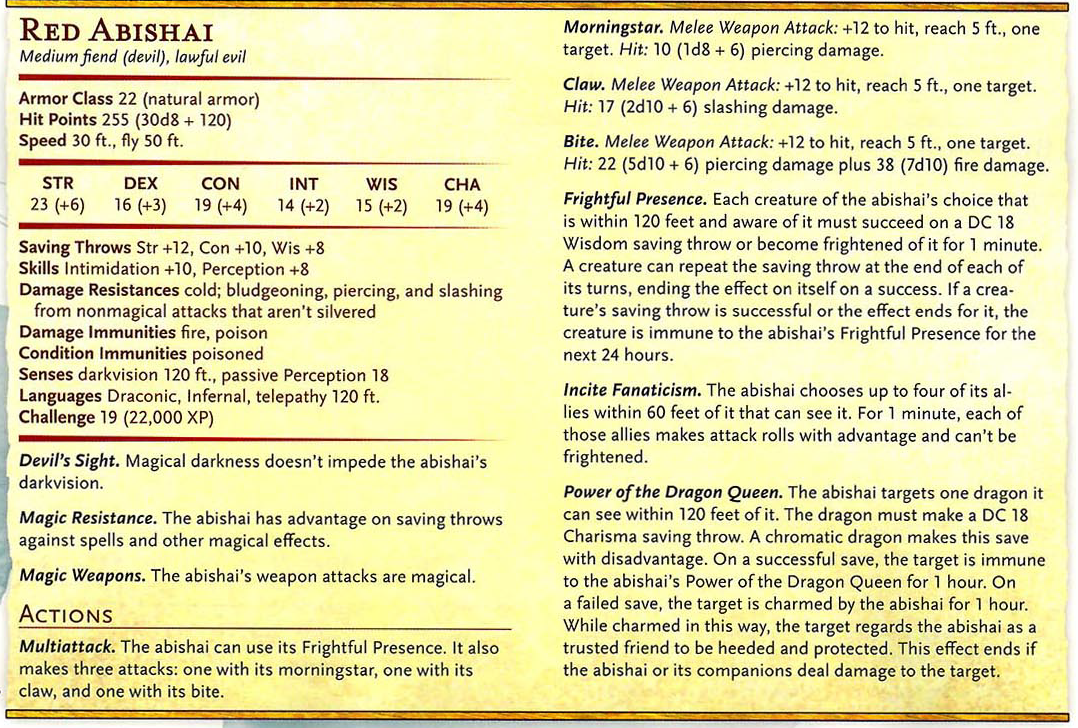 RED ABISHAI
Medium fiend (devil), lawful evil
Armor Class 22 (natural armor)
Hit Points 255 (30d8 + 120)
Speed 30 ft., fly 50 ft.
STR DEX CON INT WIS CHA
23 (+6) 16 (+3) 19 (+4) 14 (+2) 15 (+2) 19 (+4)
Saving Throws Str +12, Con +10, Wis +8
Skills Intimidation +10, Perception +8
Damage Resistances cold; bludgeoning, piercing, and slashing
from nonmagical attacks that aren't silvered
Damage Immunities fire, poison
Condition Immunities poisoned
Senses darkvision 120 ft., passive Perception 18
Languages Draconic, Infernal, telepathy 120 ft.
Challenge 19 (22,000 XP)
Devil's Sight. Magical darkness doesn't impede the abishai's
darkvision.
Magic Resistance. The abishai has advantage on saving throws
against spells and other magical effects.
Magic Weapons. The abishai's weapon attacks are magical.
ACTIONS
Multiattack. The abishai can use its Frightful Presence. It also
makes three attacks: one with its morningstar, one with its
claw, and one with its bite.
Morningstar. Melee Weapon Attack: +12 to hit, reach 5 ft., one
target. Hit: 10 (1d8 + 6) piercing damage.
Claw. Melee Weapon Attack: +12 to hit, reach 5 ft., one target.
Hit: 17 (2d10 + 6) slashing damage.
Bite. Melee Weapon Attack: +12 to hit, reach 5 ft., one target.
Hit: 22 (5d10 + 6) piercing damage plus 38 (7d10) fire damage.
Frightful Presence. Each creature of the abishai's choice that
is within 120 feet and aware of it must succeed on a DC 18
Wisdom saving throw or become frightened of it for 1 minute.
A creature can repeat the saving throw at the end of each of
its turns, ending the effect on itself on a success. If a crea-
ture's saving throw is successful or the effect ends for it, the
creature is immune to the abishai's Frightful Presence for the
next 24 hours.
Incite Fanaticism. The abishai chooses up to four of its al-
lies within 60 feet of it that can see it. For 1 minute, each of
those allies makes attack rolls with advantage and can't be
frightened.
Power of the Dragon Queen. The abishai targets one dragon it
can see within 120 feet of it. The dragon must make a DC 18
Charisma saving throw. A chromatic dragon makes this save
with disadvantage. On a successful save, the target is immune
to the abishai's Power of the Dragon Queen for 1 hour. On
a failed save, the target is charmed by the abishai for 1 hour.
While charmed in this way, the target regards the abishai as a
trusted friend to be heeded and protected. This effect ends if
the abishai or its companions deal damage to the target.